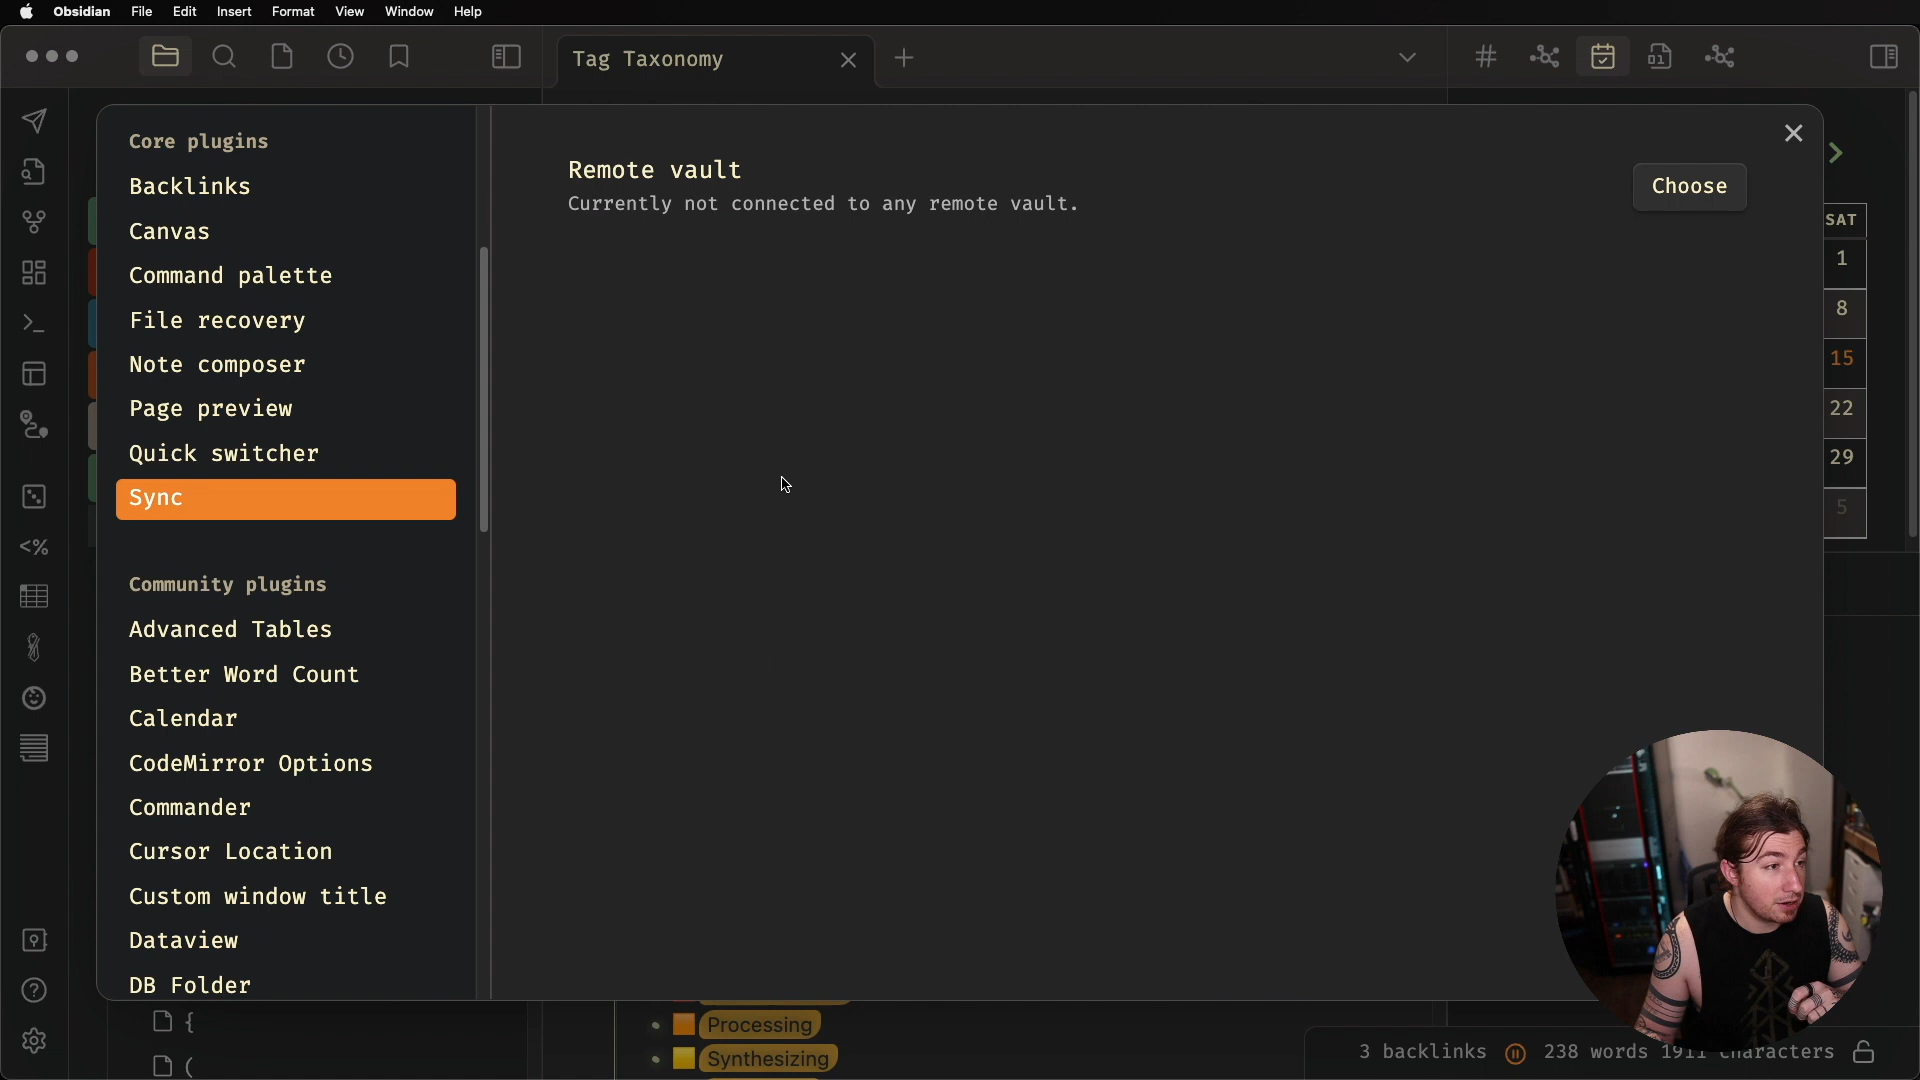 Obsidian File Edit Insert Format View Window Help
Tag Taxonomy
Core plugins
Backlinks
Canvas
Command palette
File recovery
Note composer
Page preview
Quick switcher
Sync
Community plugins
Advanced Tables
Better Word Count
Calendar
CodeMirror Options
Commander
Cursor Location
Custom window title
Dataview
DB Folder
Remote vault
Currently not connected to any remote vault.
Choose
SAT
1
8
15
22
29
5
{
(
Processing
Synthesizing
3 backlinks 238 words 1911 characters